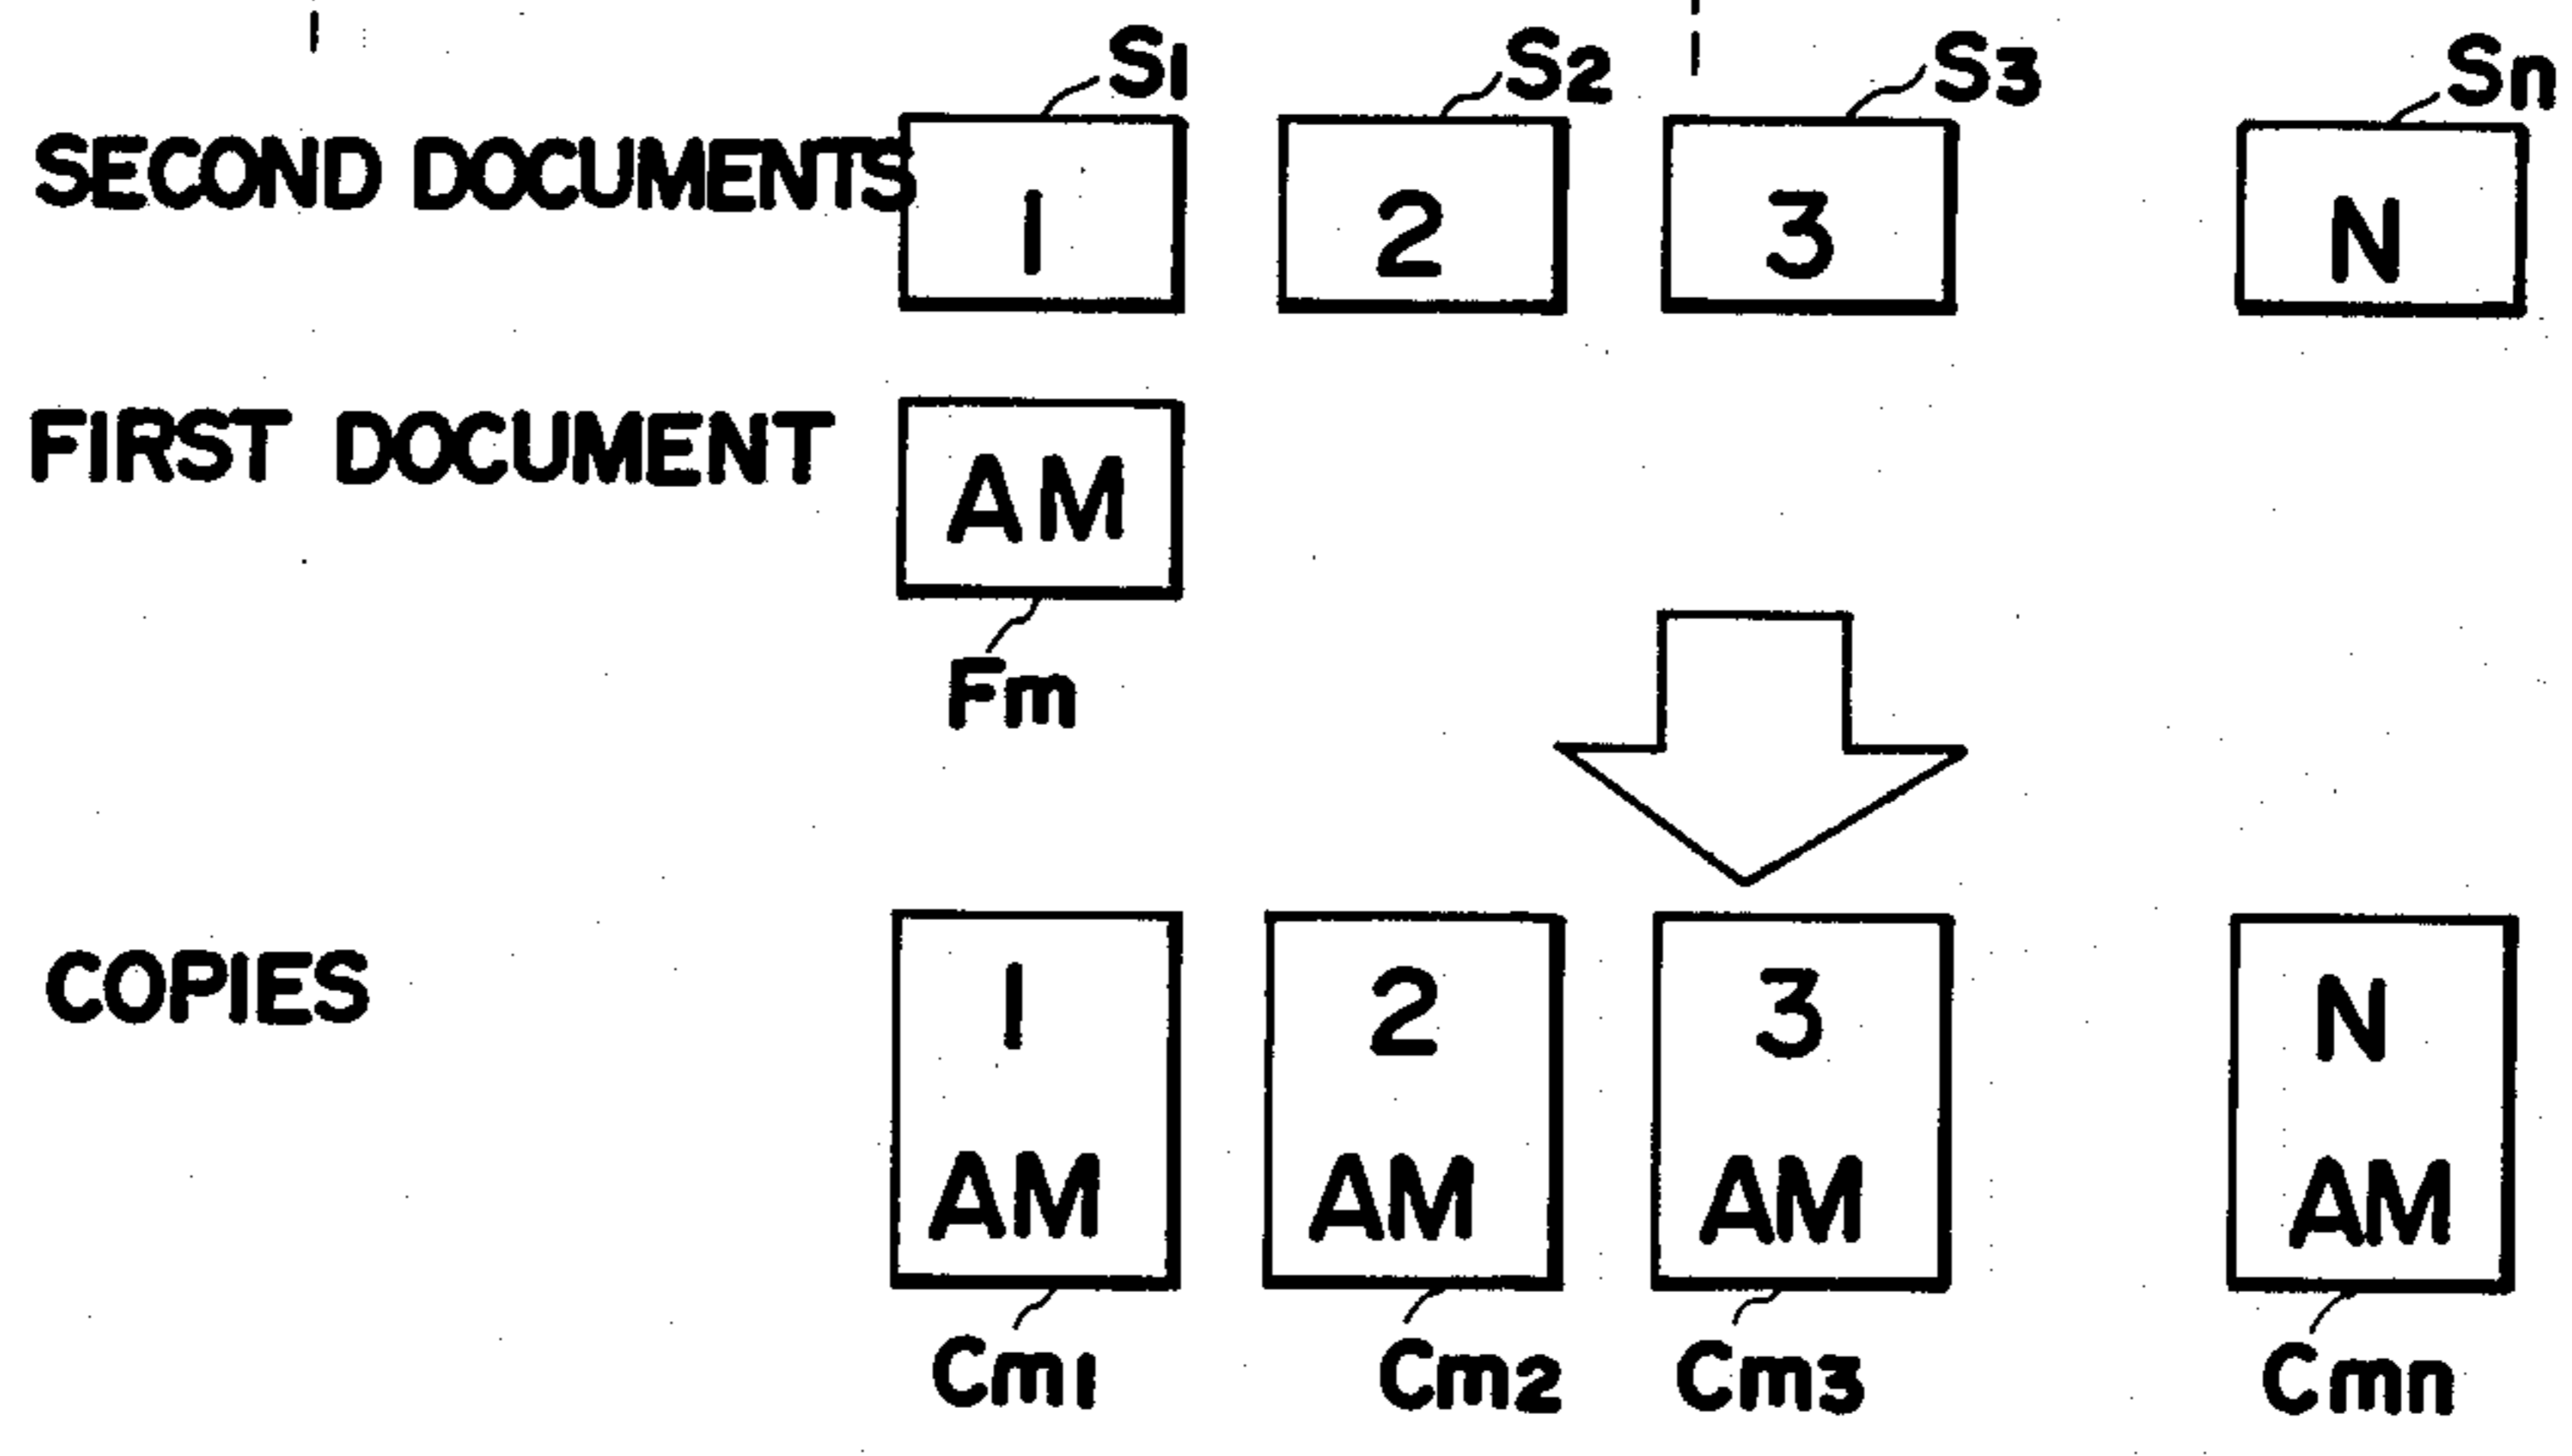 S1 S2 S3 Sn
SECOND DOCUMENTS 1 2 3 N
FIRST DOCUMENT AM
Fm
COPIES 1 2 3 N
AM AM AM AM
Cm1 Cm2 Cm3 Cmn